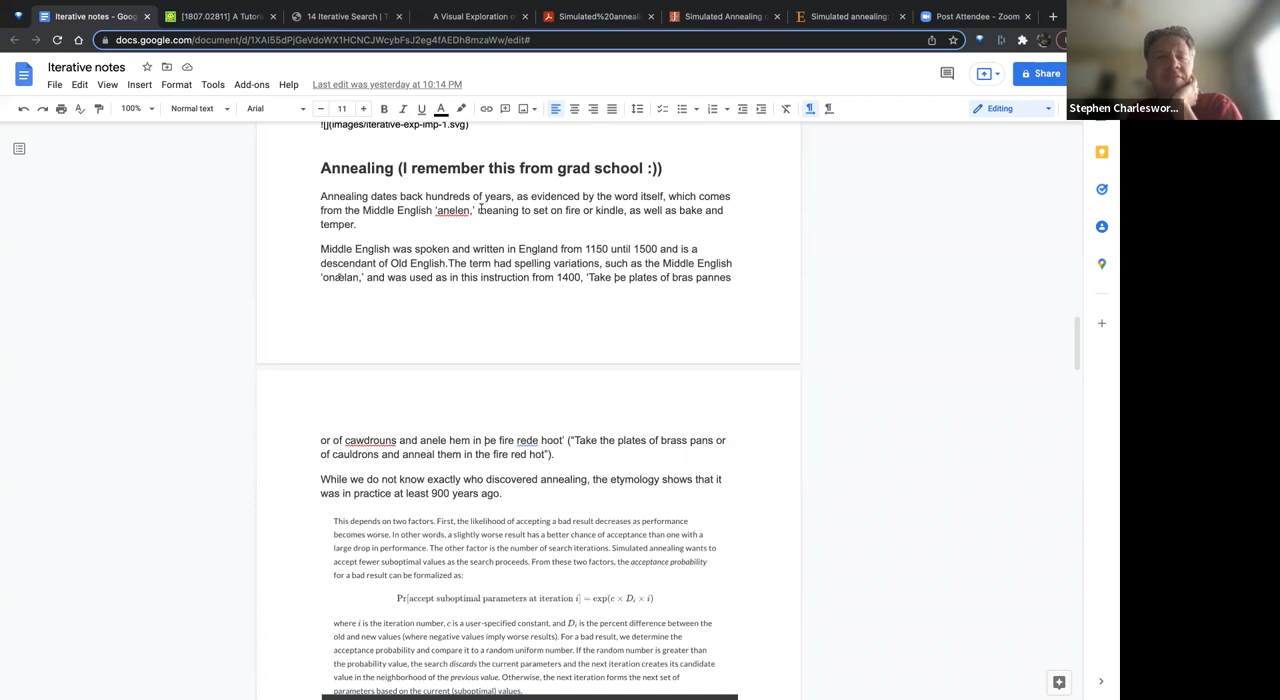 Iterative notes - Goo
[1807.02811] A Tutori
14 Iterative Search | T
A Visual Exploration o
Simulated%20anneali
Simulated Annealing
Simulated annealing:
Post Attendee - Zoom
docs.google.com/document/d/1XAl55dPjGeVdoWX1HCNCJWcybFsJ2eg4fAEDh8mzaWw/edit#
Iterative notes
File Edit View Insert Format Tools Add-ons Help Last edit was yesterday at 10:14 PM
Share
100% Normal text Arial 11 Editing
Stephen Charleswor...
![](images/iterative-exp-imp-1.svg)
Annealing (I remember this from grad school :))
Annealing dates back hundreds of years, as evidenced by the word itself, which comes
from the Middle English ‘anelen,’ meaning to set on fire or kindle, as well as bake and
temper.
Middle English was spoken and written in England from 1150 until 1500 and is a
descendant of Old English.The term had spelling variations, such as the Middle English
‘onǣlan,’ and was used as in this instruction from 1400, ‘Take þe plates of bras pannes
or of cawdrouns and anele hem in þe fire rede hoot’ (“Take the plates of brass pans or
of cauldrons and anneal them in the fire red hot”).
While we do not know exactly who discovered annealing, the etymology shows that it
was in practice at least 900 years ago.
This depends on two factors. First, the likelihood of accepting a bad result decreases as performance
becomes worse. In other words, a slightly worse result has a better chance of acceptance than one with a
large drop in performance. The other factor is the number of search iterations. Simulated annealing wants to
accept fewer suboptimal values as the search proceeds. From these two factors, the acceptance probability
for a bad result can be formalized as:
Pr[accept suboptimal parameters at iteration i] = exp(c × Di × i)
where i is the iteration number, c is a user-specified constant, and Di is the percent difference between the
old and new values (where negative values imply worse results). For a bad result, we determine the
acceptance probability and compare it to a random uniform number. If the random number is greater than
the probability value, the search discards the current parameters and the next iteration creates its candidate
value in the neighborhood of the previous value. Otherwise, the next iteration forms the next set of
parameters based on the current (suboptimal) values.